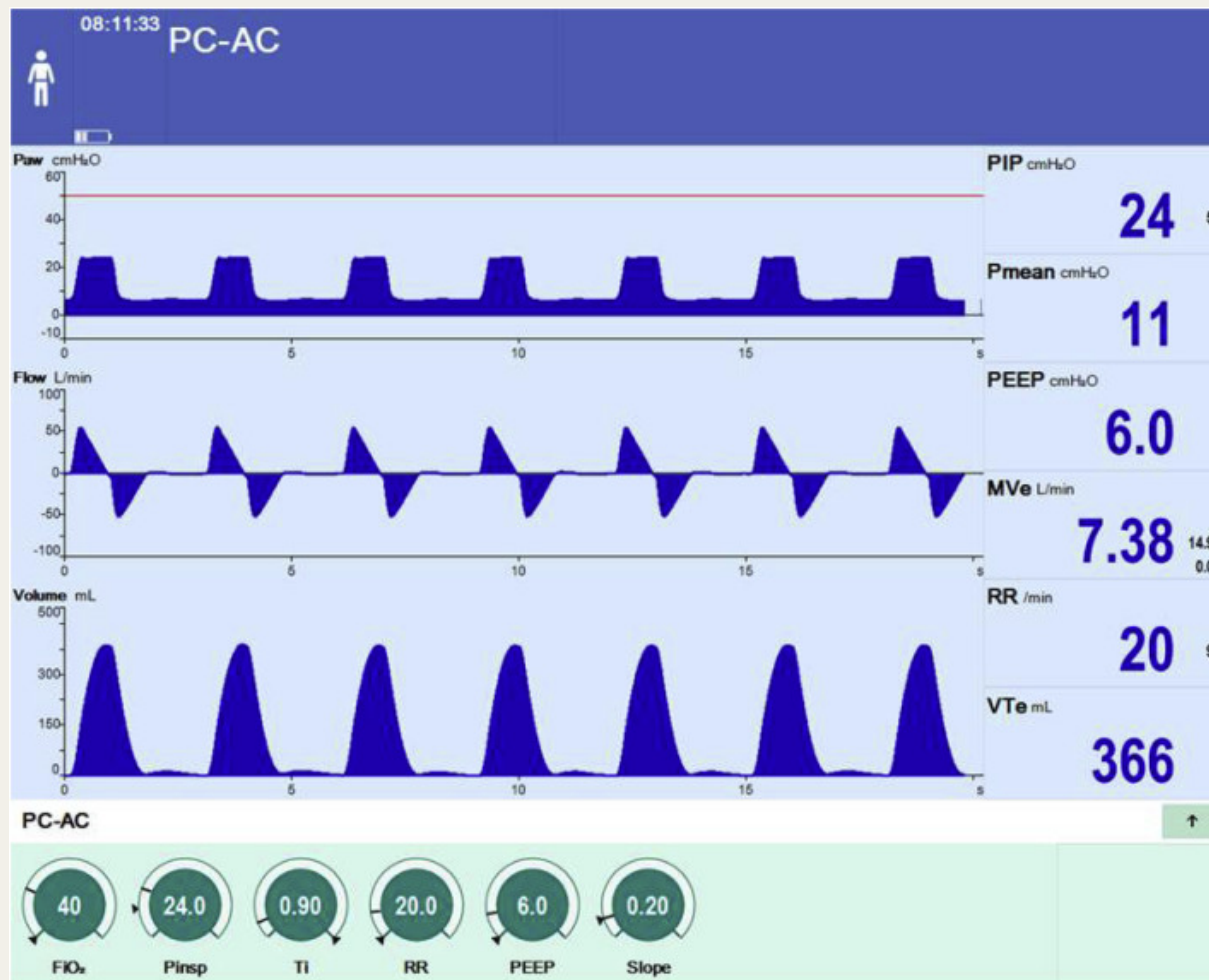 08:11:33
PC-AC
Paw cmH₂O
60
40
20
0
-10
0 5 10 15 s
Flow L/min
100
50
0
-50
-100
0 5 10 15 s
Volume mL
500
300
150
0
0 5 10 15 s
PIP cmH₂O
24
Pmean cmH₂O
11
PEEP cmH₂O
6.0
MVe L/min
7.38
RR /min
20
VTe mL
366
PC-AC
↑
40 24.0 0.90 20.0 6.0 0.20
FiO₂ Pinsp Ti RR PEEP Slope